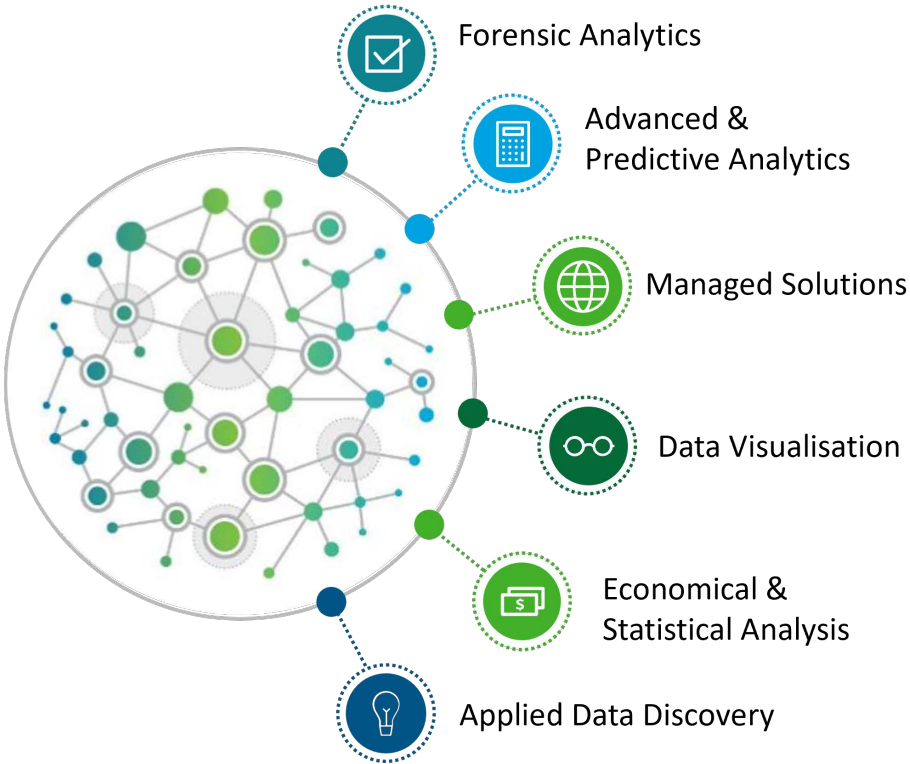 Forensic Analytics
Advanced &
Predictive Analytics
Managed Solutions
Data Visualisation
$
Economical &
Statistical Analysis
Applied Data Discovery